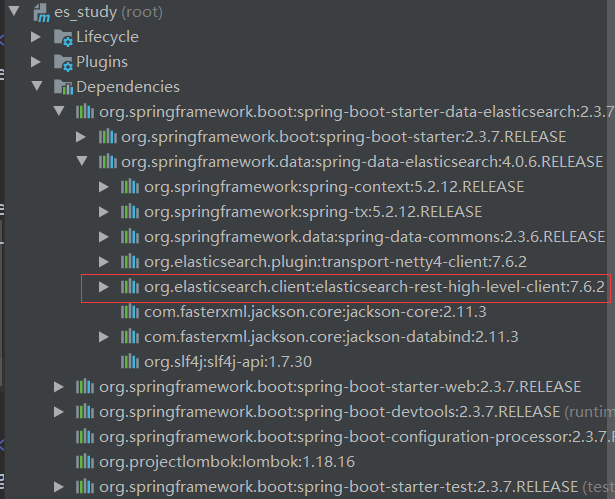 es_study (root)
Lifecycle
Plugins
Dependencies
org.springframework.boot:spring-boot-starter-data-elasticsearch:2.3.7
org.springframework.boot:spring-boot-starter:2.3.7.RELEASE
org.springframework.data:spring-data-elasticsearch:4.0.6.RELEASE
org.springframework:spring-context:5.2.12.RELEASE
org.springframework:spring-tx:5.2.12.RELEASE
org.springframework.data:spring-data-commons:2.3.6.RELEASE
org.elasticsearch.plugin:transport-netty4-client:7.6.2
org.elasticsearch.client:elasticsearch-rest-high-level-client:7.6.2
com.fasterxml.jackson.core:jackson-core:2.11.3
com.fasterxml.jackson.core:jackson-databind:2.11.3
org.slf4j:slf4j-api:1.7.30
org.springframework.boot:spring-boot-starter-web:2.3.7.RELEASE
org.springframework.boot:spring-boot-devtools:2.3.7.RELEASE (runtim
org.springframework.boot:spring-boot-configuration-processor:2.3.7.F
org.projectlombok:lombok:1.18.16
org.springframework.boot:spring-boot-starter-test:2.3.7.RELEASE (test